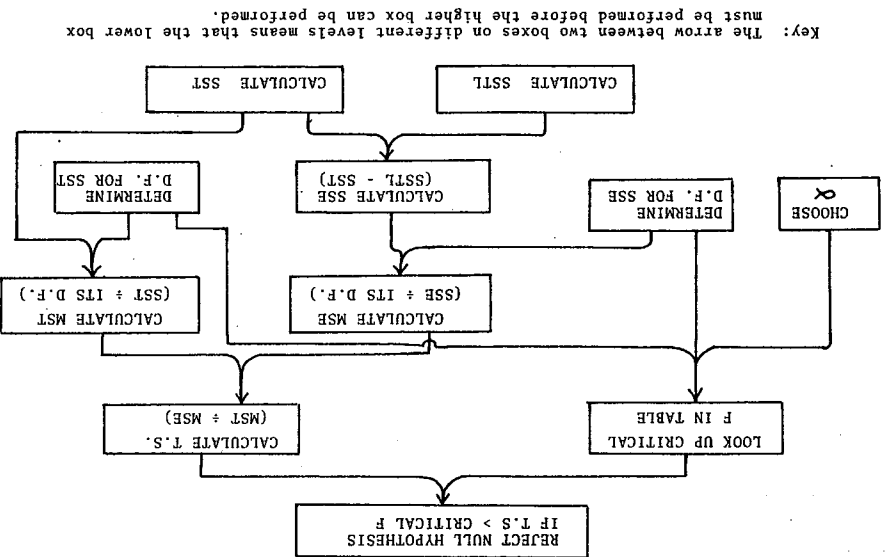 REJECT NULL HYPOTHESIS
IF T.S > CRITICAL F
LOOK UP CRITICAL
F IN TABLE
CALCULATE T.S.
(MST ÷ MSE)
CALCULATE MSE
(SSE ÷ ITS D.F.)
CALCULATE MST
(SST ÷ ITS D.F.)
CHOOSE
α
DETERMINE
D.F. FOR SSE
CALCULATE SSE
(SSTL - SST)
DETERMINE
D.F. FOR SST
CALCULATE SSTL
CALCULATE SST
Key: The arrow between two boxes on different levels means that the lower box
must be performed before the higher box can be performed.